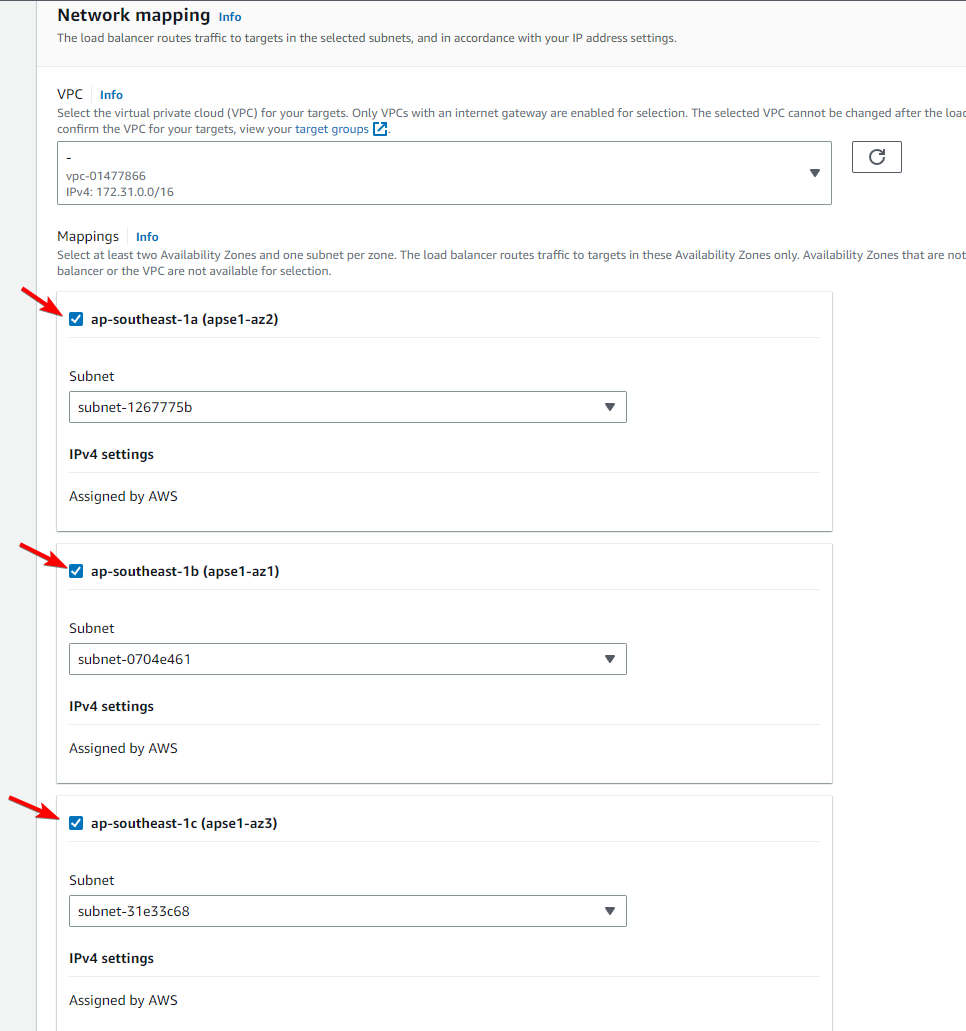 Network mapping Info
The load balancer routes traffic to targets in the selected subnets, and in accordance with your IP address settings.
VPC Info
Select the virtual private cloud (VPC) for your targets. Only VPCs with an internet gateway are enabled for selection. The selected VPC cannot be changed after the load
confirm the VPC for your targets, view your target groups.
-
vpc-01477866
IPv4: 172.31.0.0/16
Mappings Info
Select at least two Availability Zones and one subnet per zone. The load balancer routes traffic to targets in these Availability Zones only. Availability Zones that are not
balancer or the VPC are not available for selection.
ap-southeast-1a (apse1-az2)
Subnet
subnet-1267775b
IPv4 settings
Assigned by AWS
ap-southeast-1b (apse1-az1)
Subnet
subnet-0704e461
IPv4 settings
Assigned by AWS
ap-southeast-1c (apse1-az3)
Subnet
subnet-31e33c68
IPv4 settings
Assigned by AWS